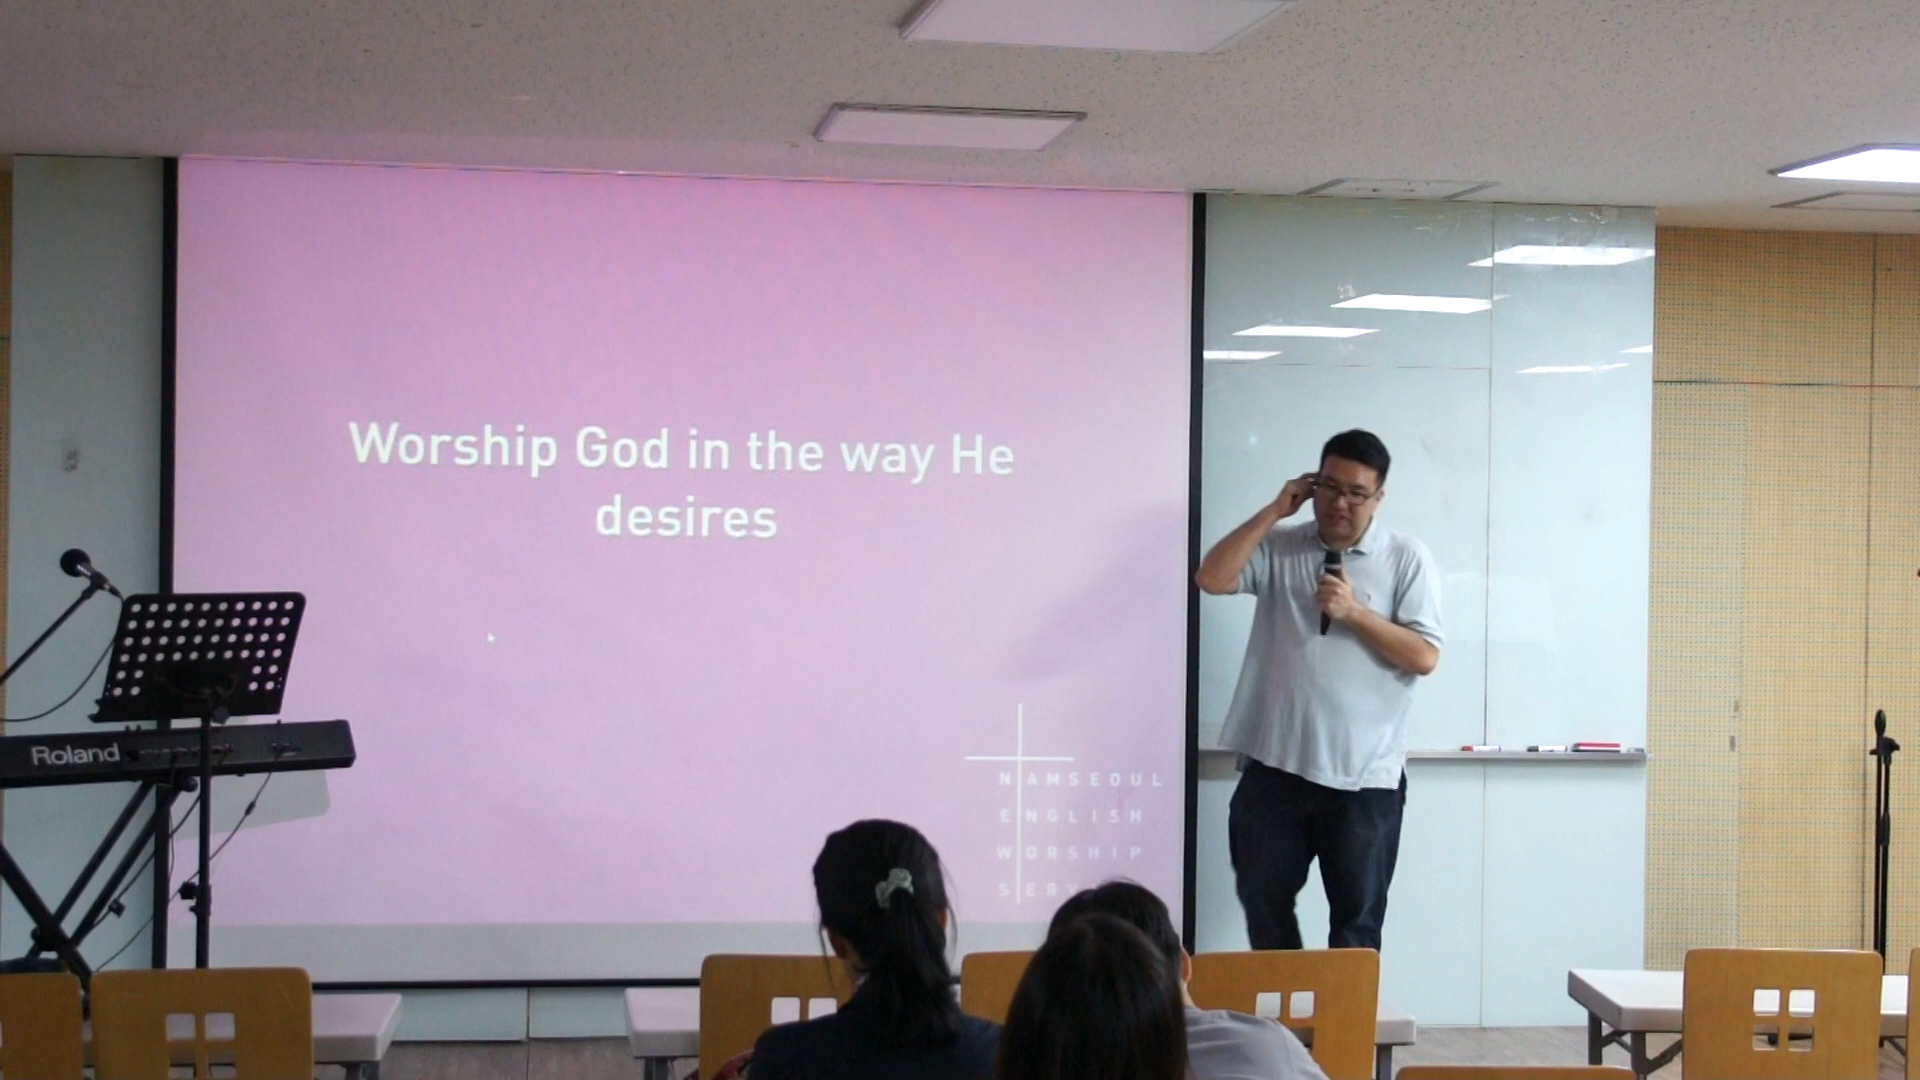 Worship God in the way He
desires
NAMSEOUL
ENGLISH
WORSHIP
Roland